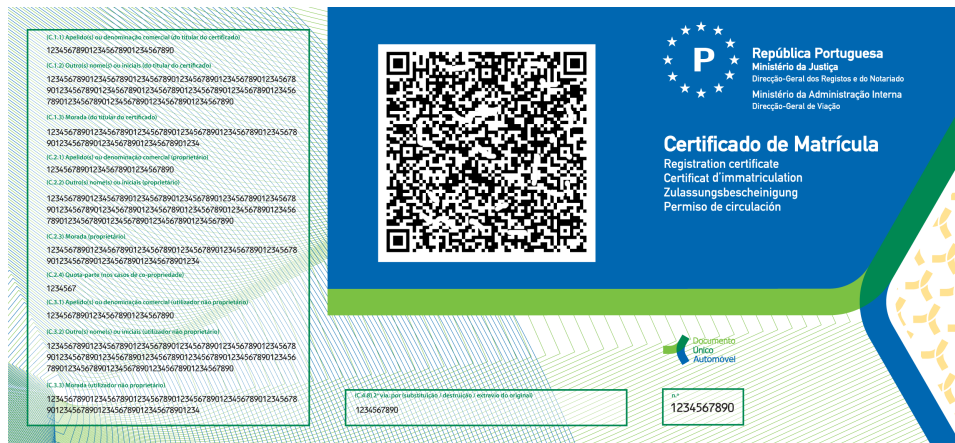 (C.1.1) Apelido(s) ou denominação comercial (do titular do certificado)
123456789012345678901234567890
(C.1.2) Outro(s) nome(s) ou iniciais (do titular do certificado)
1234567890123456789012345678901234567890123456789012345678
9012345678901234567890123456789012345678901234567890123456
7890123456789012345678901234567890123456​7890
(C.1.3) Morada (do titular do certificado)
1234567890123456789012345678901234567890123456789012345678
901234567890123456789012345678901234
(C.2.1) Apelido(s) ou denominação comercial (proprietário)
123456789012345678901234567890
(C.2.2) Outro(s) nome(s) ou iniciais (proprietário)
1234567890123456789012345678901234567890123456789012345678
9012345678901234567890123456789012345678901234567890123456
78901234567890123456789012345678901234567890
(C.2.3) Morada (proprietário)
1234567890123456789012345678901234567890123456789012345678
901234567890123456789012345678901234
(C.2.4) Quota-parte (nos casos de co-propriedade)
1234567
(C.3.1) Apelido(s) ou denominação comercial (utilizador não proprietário)
123456789012345678901234567890
(C.3.2) Outro(s) nome(s) ou iniciais (utilizador não proprietário)
1234567890123456789012345678901234567890123456789012345678
9012345678901234567890123456789012345678901234567890123456
78901234567890123456789012345678901234567890
(C.3.3) Morada (utilizador não proprietário)
1234567890123456789012345678901234567890123456789012345678
901234567890123456789012345678901234
P
República Portuguesa
Ministério da Justiça
Direcção-Geral dos Registos e do Notariado
Ministério da Administração Interna
Direcção-Geral de Viação
Certificado de Matrícula
Registration certificate
Certificat d'immatriculation
Zulassungsbescheinigung
Permiso de circulación
Documento
Único
Automóvel
(C.4.8) 2ª via, por (substituição / destruição / extravio do original)
1234567890
n.º
1234567890